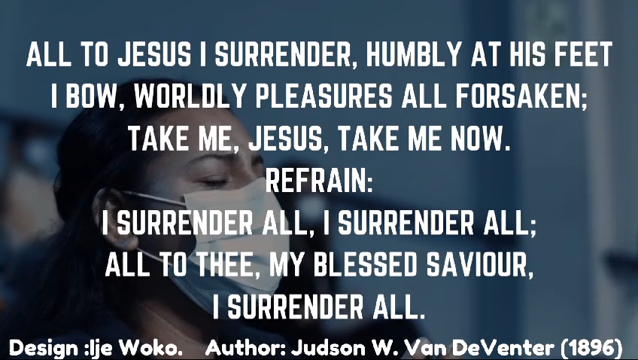 ALL TO JESUS I SURRENDER, HUMBLY AT HIS FEET
I BOW, WORLDLY PLEASURES ALL FORSAKEN;
TAKE ME, JESUS, TAKE ME NOW.
REFRAIN:
I SURRENDER ALL, I SURRENDER ALL;
ALL TO THEE, MY BLESSED SAVIOUR,
I SURRENDER ALL.
Design :Ije Woko. Author: Judson W. Van DeVenter (1896)